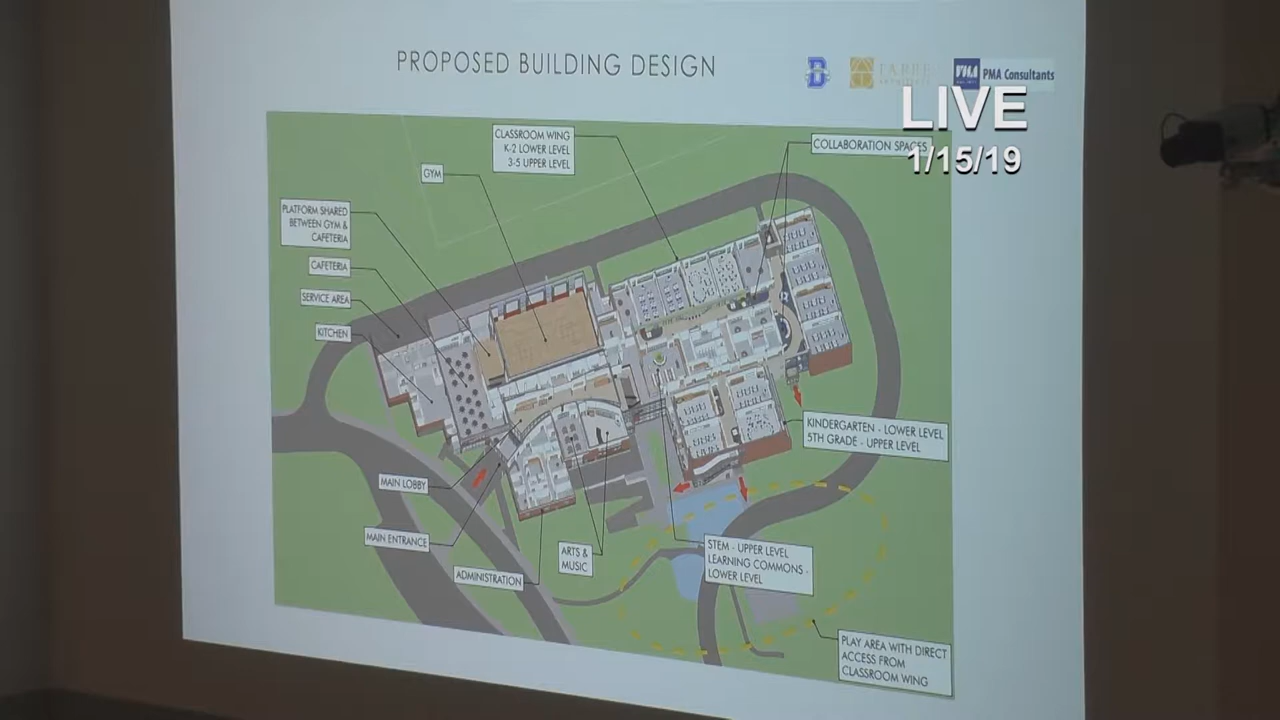 PROPOSED BUILDING DESIGN
D
PMA
PMA Consultants
LIVE
1/15/19
CLASSROOM WING
K-2 LOWER LEVEL
3-5 UPPER LEVEL
COLLABORATION SPACES
GYM
PLATFORM SHARED
BETWEEN GYM &
CAFETERIA
CAFETERIA
SERVICE AREA
KITCHEN
KINDERGARTEN - LOWER LEVEL
5TH GRADE - UPPER LEVEL
MAIN LOBBY
MAIN ENTRANCE
ADMINISTRATION
ARTS &
MUSIC
STEM - UPPER LEVEL
LEARNING COMMONS -
LOWER LEVEL
PLAY AREA WITH DIRECT
ACCESS FROM
CLASSROOM WING